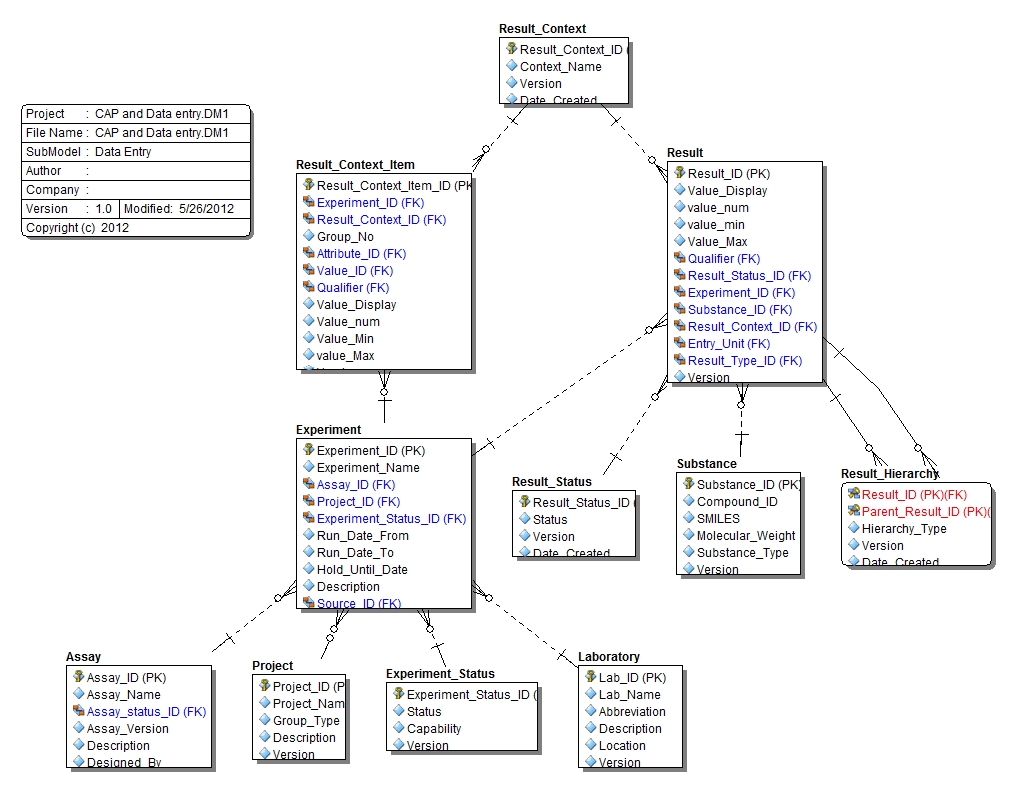 Result_Context
Result_Context_ID (
Context_Name
Version
Date_Created
Project : CAP and Data entry.DM1
File Name : CAP and Data entry.DM1
SubModel : Data Entry
Author :
Company :
Version : 1.0 Modified: 5/26/2012
Copyright (c) 2012
Result_Context_Item
Result_Context_Item_ID (PK
Experiment_ID (FK)
Result_Context_ID (FK)
Group_No
Attribute_ID (FK)
Value_ID (FK)
Qualifier (FK)
Value_Display
Value_num
Value_Min
value_Max
Result
Result_ID (PK)
Value_Display
value_num
value_min
Value_Max
Qualifier (FK)
Result_Status_ID (FK)
Experiment_ID (FK)
Substance_ID (FK)
Result_Context_ID (FK)
Entry_Unit (FK)
Result_Type_ID (FK)
Version
Experiment
Experiment_ID (PK)
Experiment_Name
Assay_ID (FK)
Project_ID (FK)
Experiment_Status_ID (FK)
Run_Date_From
Run_Date_To
Hold_Until_Date
Description
Source_ID (FK)
Result_Status
Result_Status_ID
Status
Version
Date_Created
Substance
Substance_ID (PK)
Compound_ID
SMILES
Molecular_Weight
Substance_Type
Version
Result_Hierarchy
Result_ID (PK)(FK)
Parent_Result_ID (PK)(
Hierarchy_Type
Version
Date_Created
Assay
Assay_ID (PK)
Assay_Name
Assay_status_ID (FK)
Assay_Version
Description
Designed_By
Project
Project_ID (P
Project_Nam
Group_Type
Description
Version
Experiment_Status
Experiment_Status_ID (
Status
Capability
Version
Laboratory
Lab_ID (PK)
Lab_Name
Abbreviation
Description
Location
Version